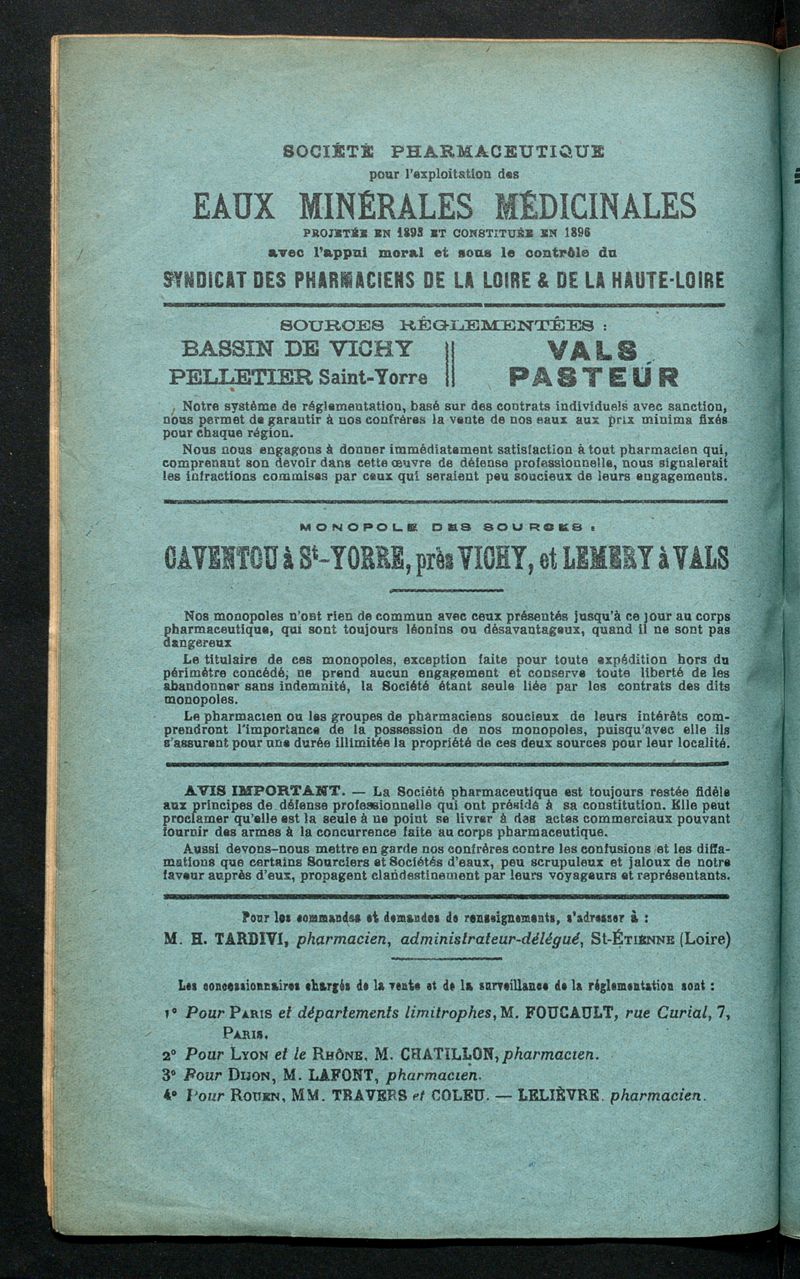 SOCIÉTÉ PHARMACEUTIQUE
pour l'exploitation des
EAUX MINÉRALES MÉDICINALES
PROJETÉE EN 1893 ET CONSTITUÉE EN 1896
avec l'appui moral et sous le contrôle du
SYNDICAT DES PHARMACIENS DE LA LOIRE & DE LA HAUTE-LOIRE
SOURCES RÉGLEMENTÉES :
BASSIN DE VICHY
PELLETIER Saint-Yorre
VALS
PASTEUR
Notre système de réglementation, basé sur des contrats individuels avec sanction,
nous permet de garantir à nos confrères la vente de nos eaux aux prix minima fixés
pour chaque région.
Nous nous engagons à donner immédiatement satisfaction à tout pharmacien qui,
comprenant son devoir dans cette œuvre de défense professionnelle, nous signalerait
les infractions commises par ceux qui seraient peu soucieux de leurs engagements.
MONOPOLE DES SOURCES :
CAVENTOU à St-YORRE, près VICHY, et LEMERY à VALS
Nos monopoles n'ont rien de commun avec ceux présentés jusqu'à ce jour au corps
pharmaceutique, qui sont toujours léonins ou désavantageux, quand il ne sont pas
dangereux
Le titulaire de ces monopoles, exception faite pour toute expédition hors du
périmètre concédé, ne prend aucun engagement et conserve toute liberté de les
abandonner sans indemnité, la Société étant seule liée par les contrats des dits
monopoles.
Le pharmacien ou les groupes de pharmaciens soucieux de leurs intérêts com-
prendront l'importance de la possession de nos monopoles, puisqu'avec elle ils
s'assurent pour une durée illimitée la propriété de ces deux sources pour leur localité.
AVIS IMPORTANT. — La Société pharmaceutique est toujours restée fidèle
aux principes de défense professionnelle qui ont présidé à sa constitution. Elle peut
proclamer qu'elle est la seule à ne point se livrer à des actes commerciaux pouvant
fournir des armes à la concurrence faite au corps pharmaceutique.
Aussi devons-nous mettre en garde nos confrères contre les confusions et les diffa-
mations que certains Sourciers et Sociétés d'eaux, peu scrupuleux et jaloux de notre
faveur auprès d'eux, propagent clandestinement par leurs voyageurs et représentants.
Pour les commandes et demandes de renseignements, s'adresser à :
M. H. TARDIVI, pharmacien, administrateur-délégué, St-ÉTIENNE (Loire)
Les concessionnaires chargés de la vente et de la surveillance de la réglementation sont :
1° Pour PARIS et départements limitrophes, M. FOUCAULT, rue Curial, 7,
PARIS.
2° Pour LYON et le RHÔNE, M. CHATILLON, pharmacien.
3° Pour DIJON, M. LAFONT, pharmacien.
4° Pour ROUEN, MM. TRAVERS et COLEU. — LELIÈVRE. pharmacien.